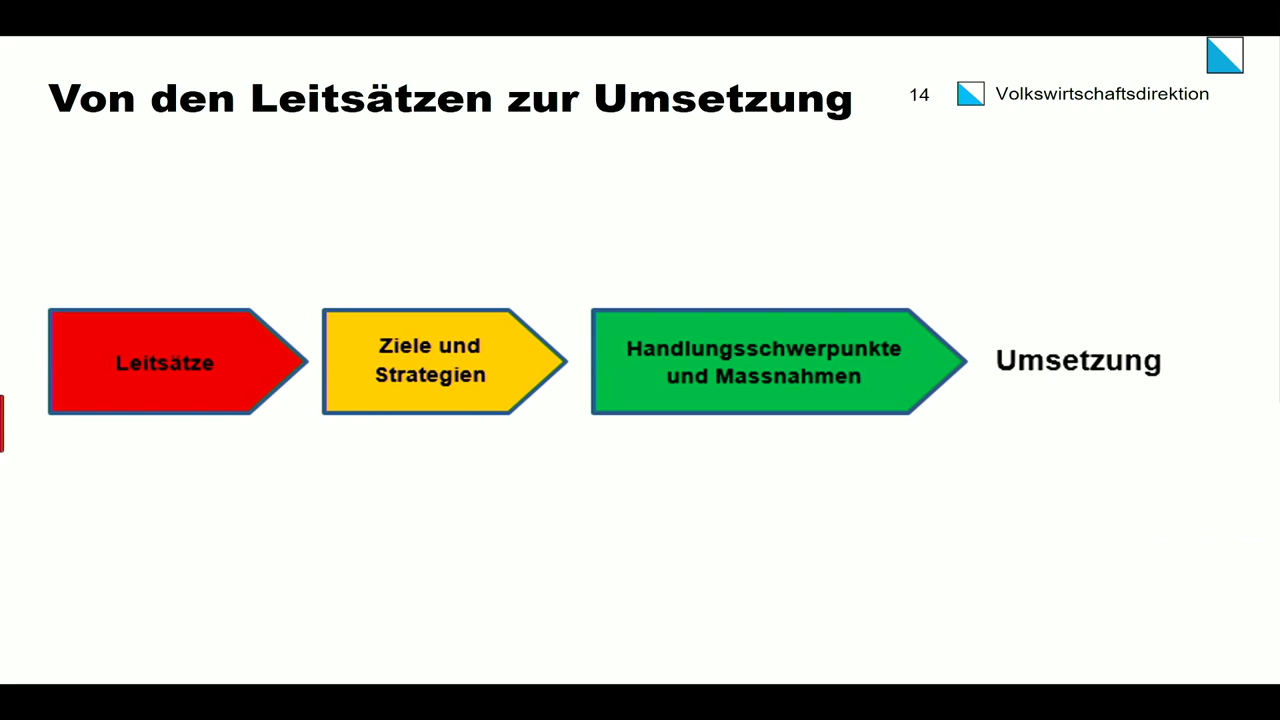 Von den Leitsätzen zur Umsetzung
14
Volkswirtschaftsdirektion
Leitsätze
Ziele und
Strategien
Handlungsschwerpunkte
und Massnahmen
Umsetzung